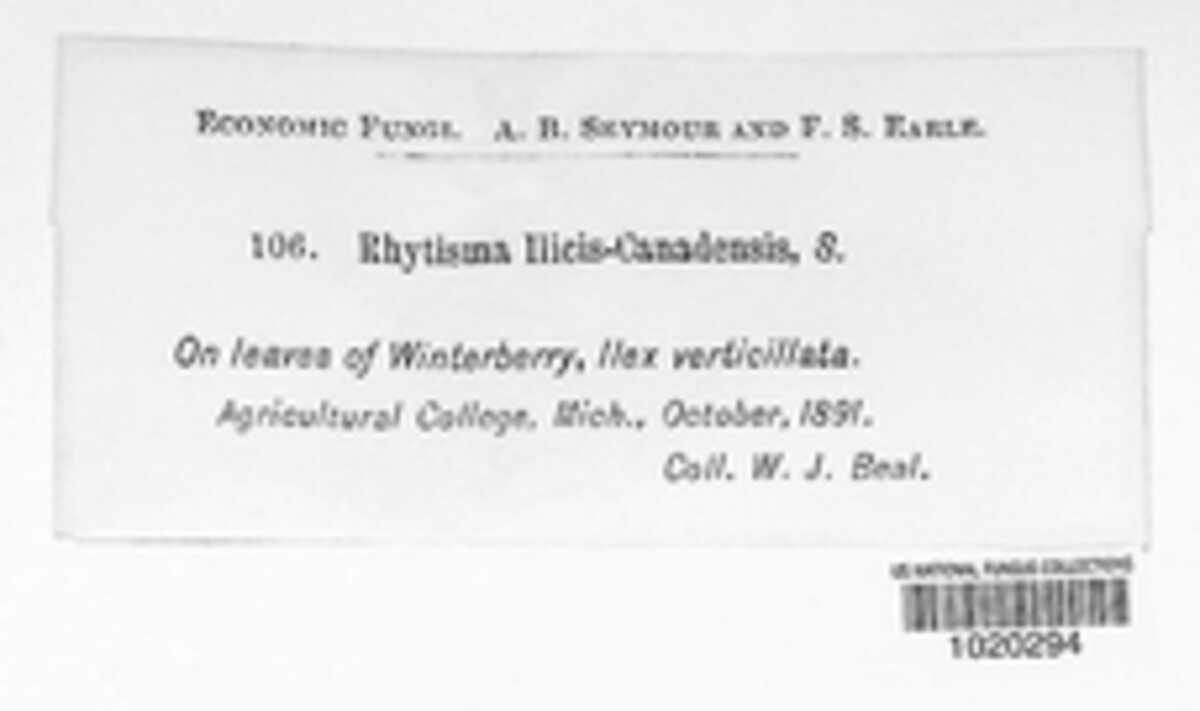 ECONOMIC FUNGI. A. B. SEYMOUR AND F. S. EARLE.
106. Rhytisma Ilicis-Canadensis, S.
On leaves of Winterberry, Ilex verticillata.
Agricultural College, Mich., October, 1891.
Coll. W. J. Beal.
US NATIONAL FUNGUS COLLECTIONS
1020294